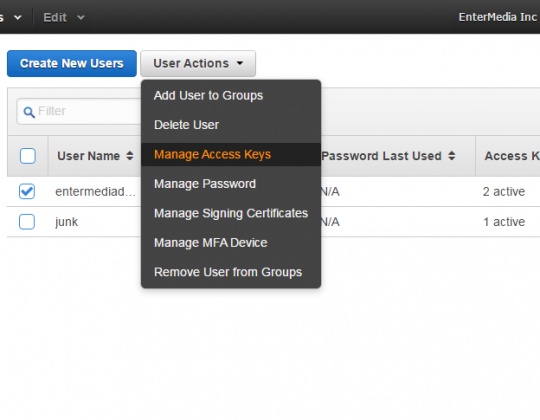 Edit
EnterMedia Inc
Create New Users
User Actions
Filter
Add User to Groups
Delete User
Manage Access Keys
Manage Password
Manage Signing Certificates
Manage MFA Device
Remove User from Groups
User Name Password Last Used Access K
entermediad... N/A 2 active
junk N/A 1 active